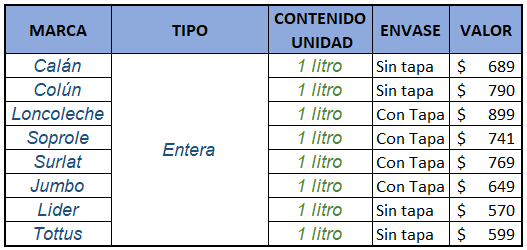 MARCA TIPO CONTENIDO UNIDAD ENVASE VALOR
Calán Entera 1 litro Sin tapa $ 689
Colún 1 litro Sin tapa $ 790
Loncoleche 1 litro Con Tapa $ 899
Soprole 1 litro Con Tapa $ 741
Surlat 1 litro Con Tapa $ 769
Jumbo 1 litro Con Tapa $ 649
Lider 1 litro Sin tapa $ 570
Tottus 1 litro Sin tapa $ 599